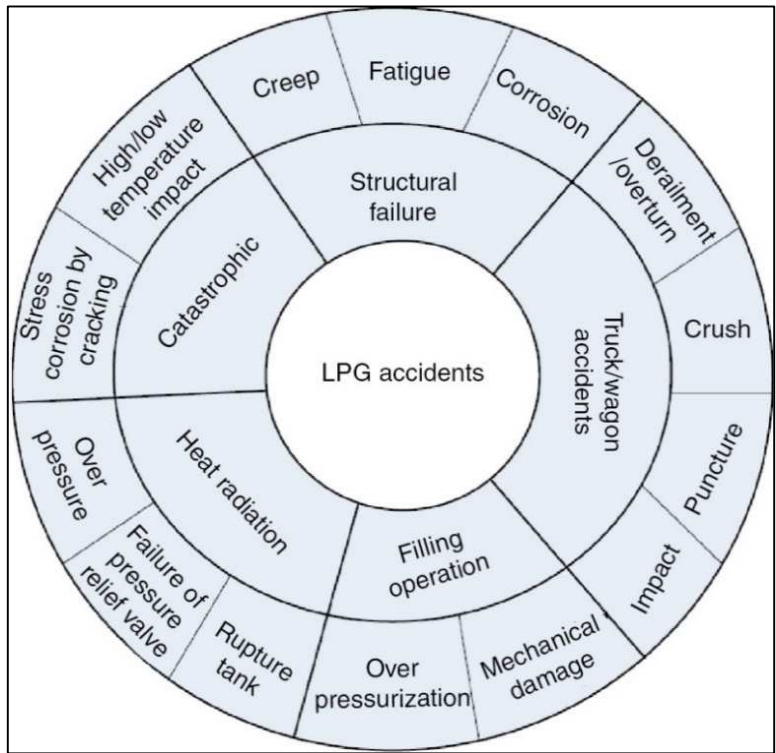 LPG accidents
Structural
failure
Creep
Fatigue
Corrosion
Truck/wagon
accidents
Derailment
/overturn
Crush
Puncture
Impact
Filling
operation
Mechanical
damage
Over
pressurization
Heat radiation
Rupture
tank
Failure of
pressure
relief valve
Over
pressure
Catastrophic
Stress
corrosion by
cracking
High/low
temperature
impact